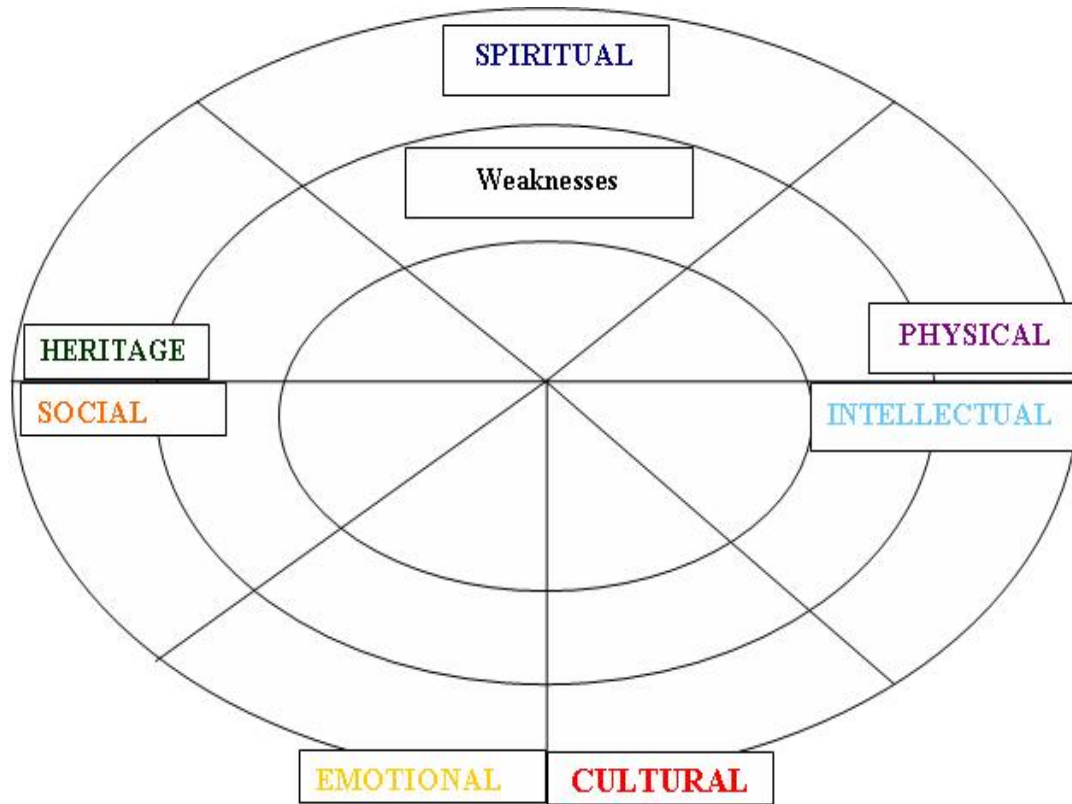 SPIRITUAL
Weaknesses
HERITAGE
PHYSICAL
SOCIAL
INTELLECTUAL
EMOTIONAL
CULTURAL